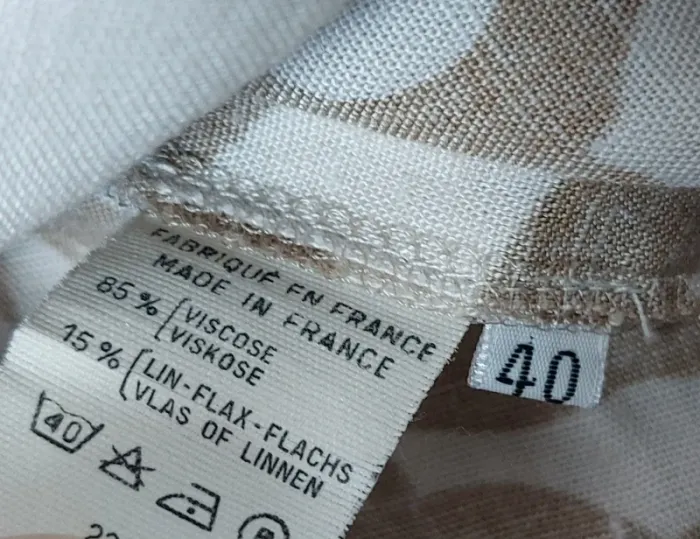 FABRIQUÉ EN FRANCE
MADE IN FRANCE
85% VISCOSE
VISKOSE
15% LIN-FLAX-FLACHS
VLAS OF LINNEN
40
40